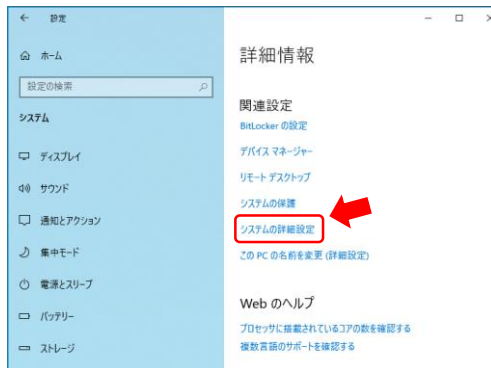 設定
ホーム
設定の検索
システム
ディスプレイ
サウンド
通知とアクション
集中モード
電源とスリープ
バッテリー
ストレージ
詳細情報
関連設定
BitLocker の設定
デバイス マネージャー
リモート デスクトップ
システムの保護
システムの詳細設定
この PC の名前を変更 (詳細設定)
Web のヘルプ
プロセッサに搭載されているコアの数を確認する
複数言語のサポートを確認する